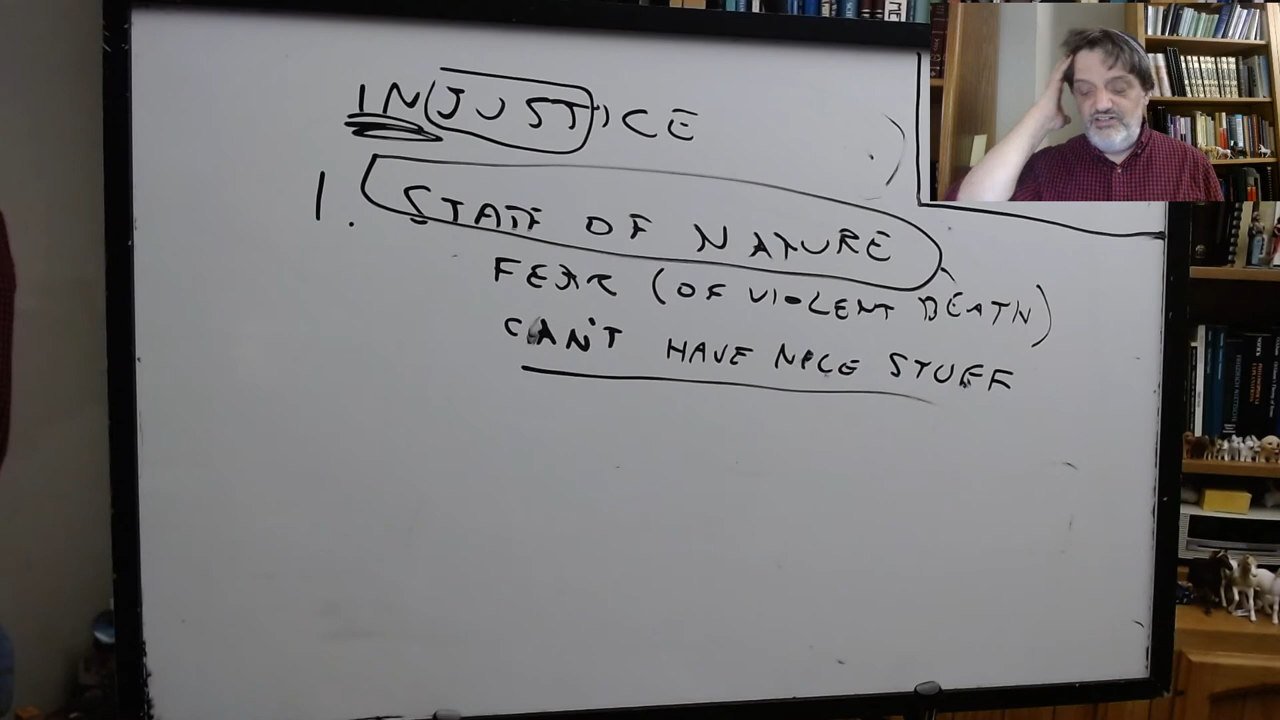 INJUSTICE
1. STATE OF NATURE
FEAR (OF VIOLENT DEATH)
CAN'T HAVE NICE STUFF